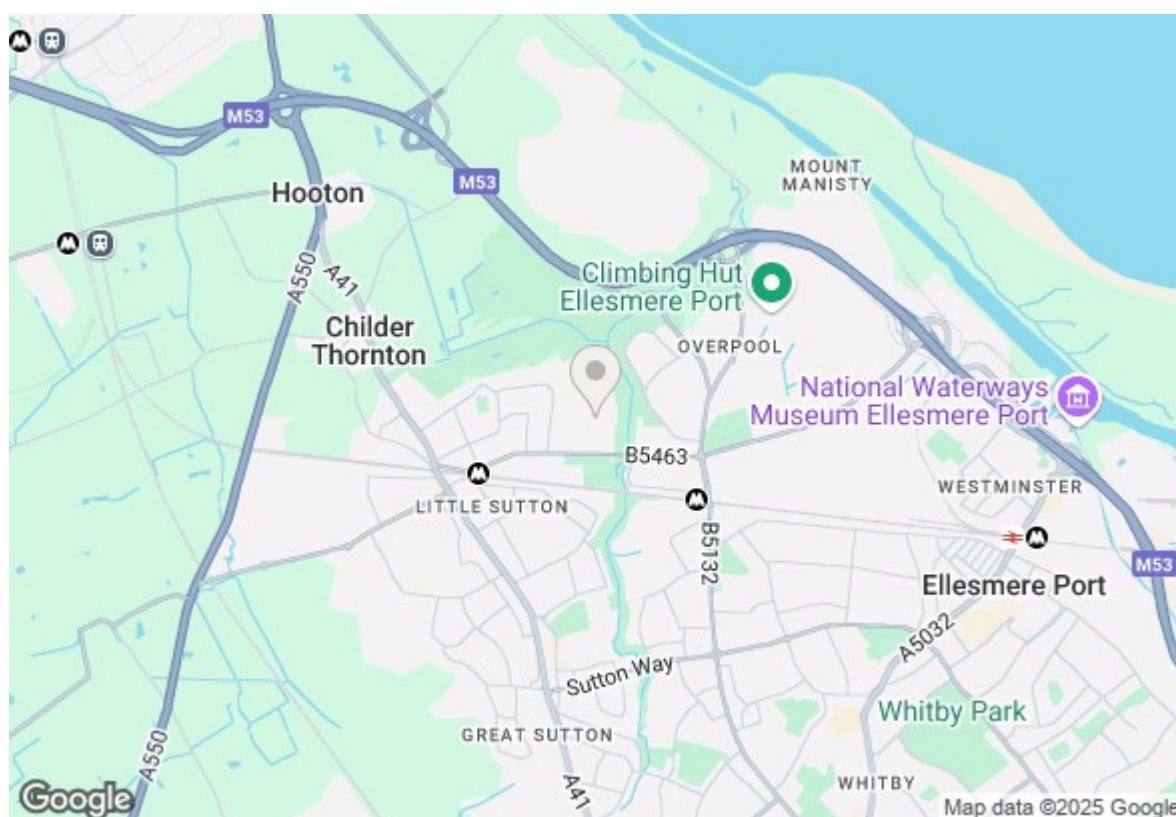 M53
M53
MOUNT
MANISTY
Hooton
Climbing Hut
Ellesmere Port
A550
A41
Childer
Thornton
OVERPOOL
National Waterways
Museum Ellesmere Port
B5463
WESTMINSTER
LITTLE SUTTON
B5132
M53
Ellesmere Port
A5032
Sutton Way
Whitby Park
GREAT SUTTON
A550
A41
WHITBY
Google
Map data ©2025 Google